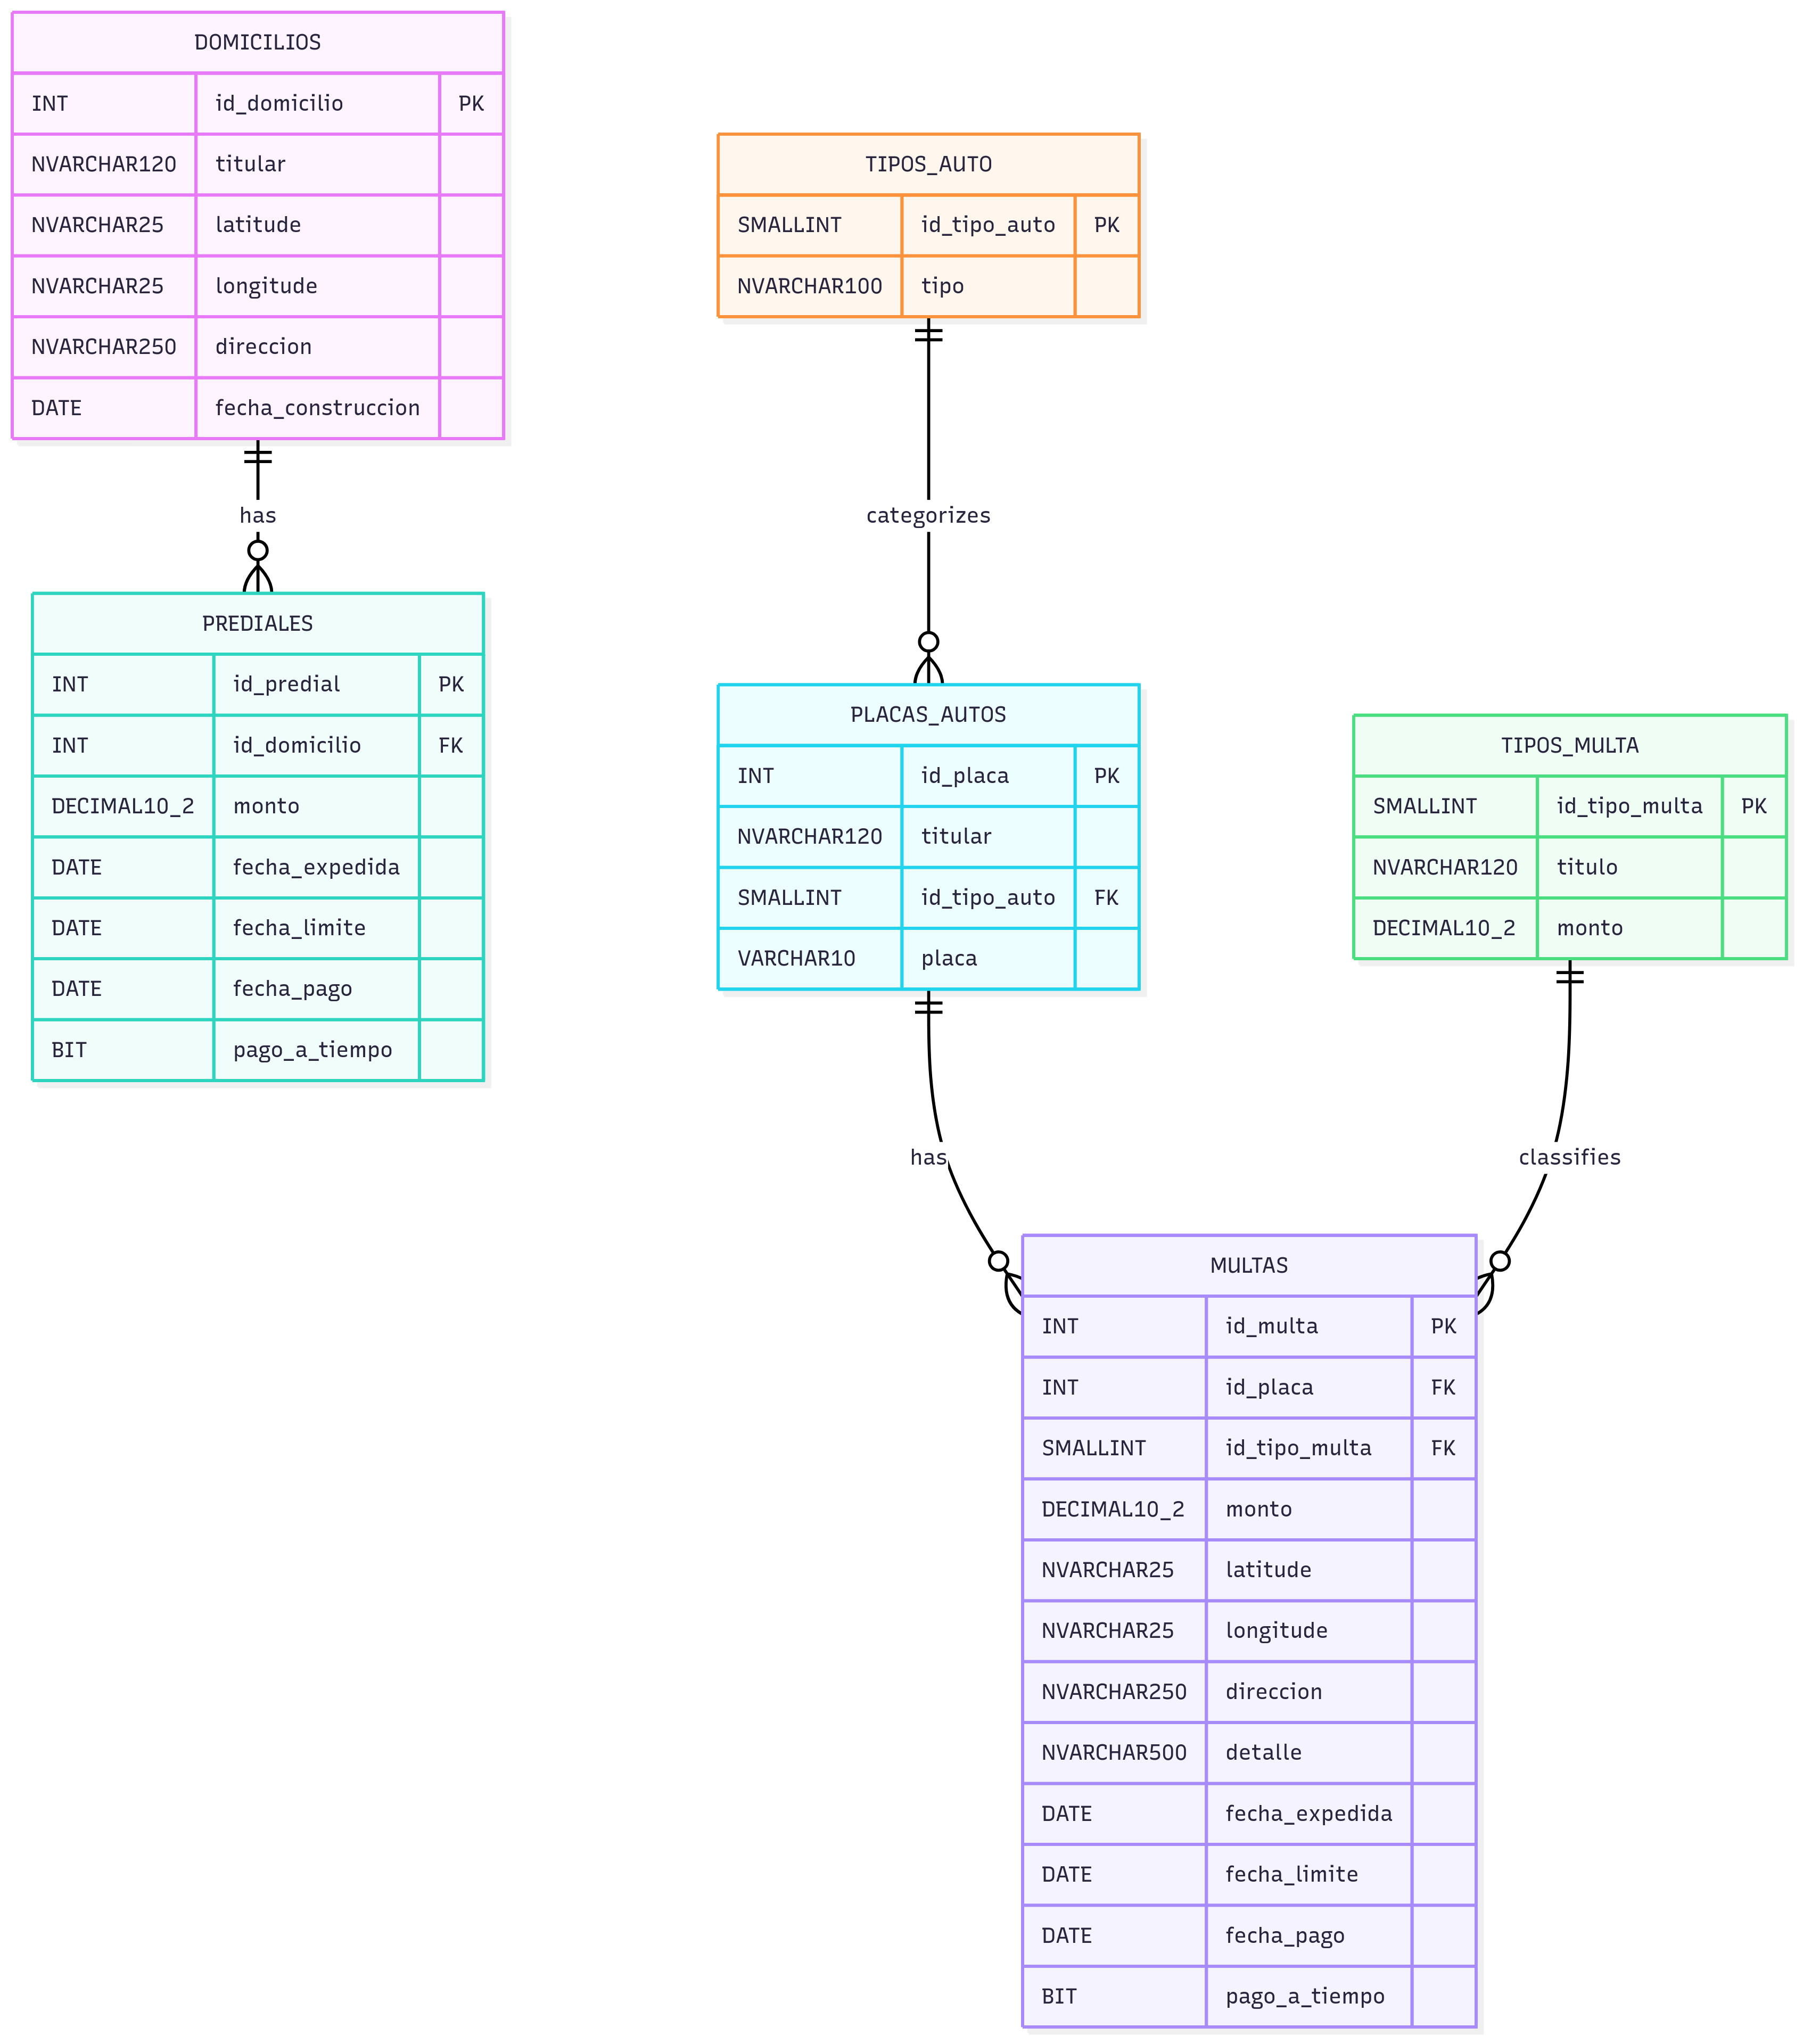 DOMICILIOS
INT id_domicilio PK
NVARCHAR120 titular
NVARCHAR25 latitude
NVARCHAR25 longitude
NVARCHAR250 direccion
DATE fecha_construccion
has
PREDIALES
INT id_predial PK
INT id_domicilio FK
DECIMAL10_2 monto
DATE fecha_expedida
DATE fecha_limite
DATE fecha_pago
BIT pago_a_tiempo
TIPOS_AUTO
SMALLINT id_tipo_auto PK
NVARCHAR100 tipo
categorizes
PLACAS_AUTOS
INT id_placa PK
NVARCHAR120 titular
SMALLINT id_tipo_auto FK
VARCHAR10 placa
has
TIPOS_MULTA
SMALLINT id_tipo_multa PK
NVARCHAR120 titulo
DECIMAL10_2 monto
classifies
MULTAS
INT id_multa PK
INT id_placa FK
SMALLINT id_tipo_multa FK
DECIMAL10_2 monto
NVARCHAR25 latitude
NVARCHAR25 longitude
NVARCHAR250 direccion
NVARCHAR500 detalle
DATE fecha_expedida
DATE fecha_limite
DATE fecha_pago
BIT pago_a_tiempo